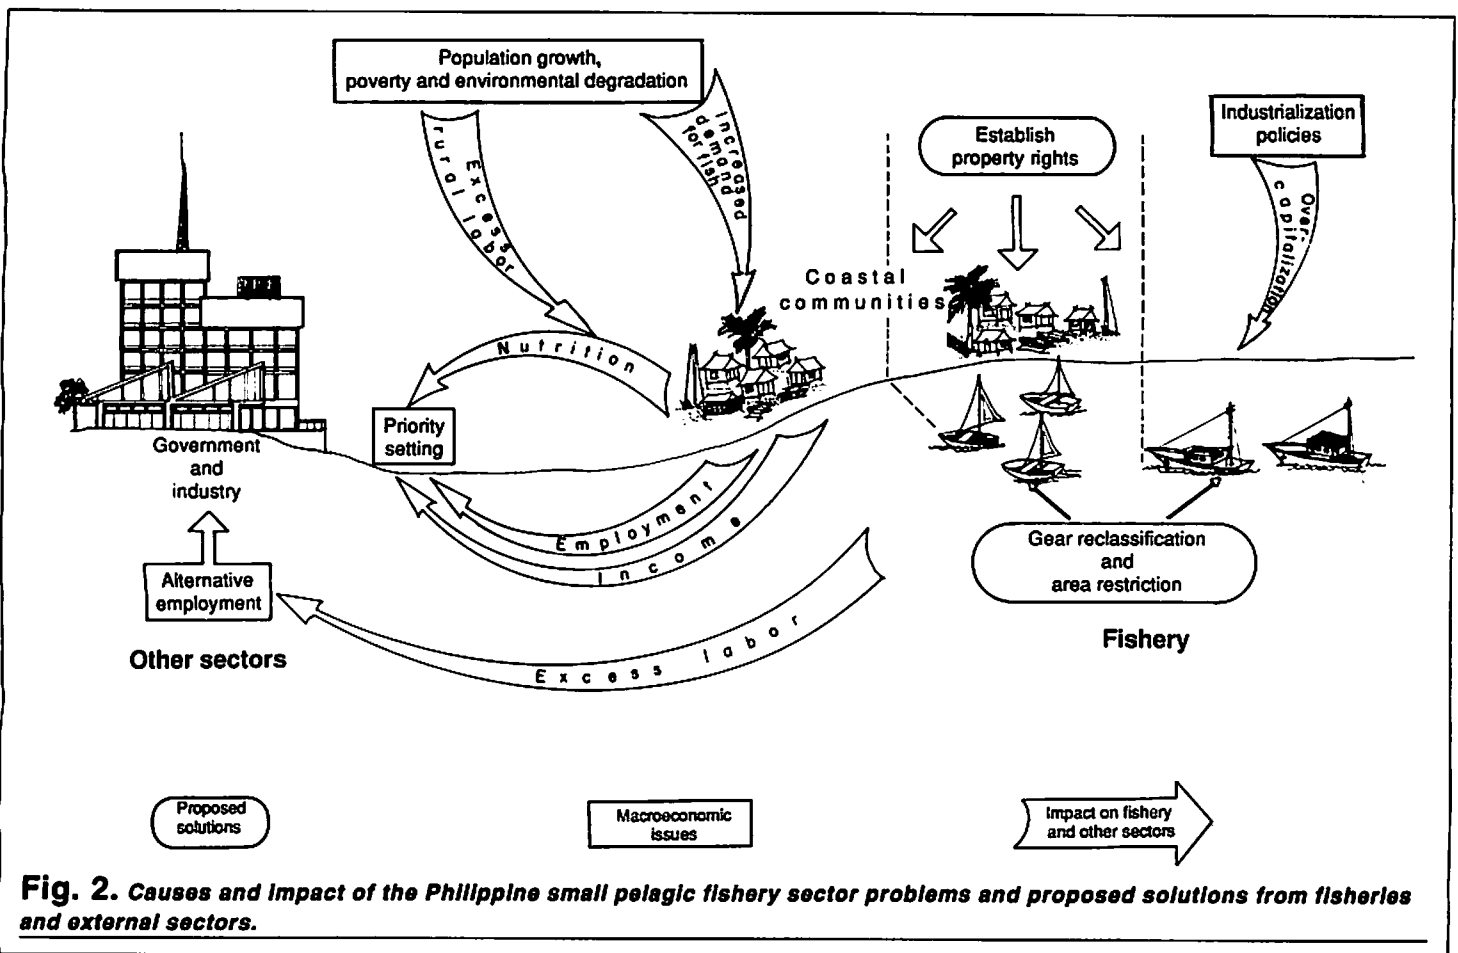 Population growth,
poverty and environmental degradation
Excess
rural labor
Increased
demand
for fish
Establish
property rights
Industrialization
policies
Over-
capitalization
Coastal
communities
Nutrition
Priority
setting
Government
and
industry
Employment
Income
Alternative
employment
Other sectors
Excess labor
Gear reclassification
and
area restriction
Fishery
Proposed
solutions
Macroeconomic
issues
Impact on fishery
and other sectors
Fig. 2. Causes and impact of the Philippine small pelagic fishery sector problems and proposed solutions from fisheries
and external sectors.